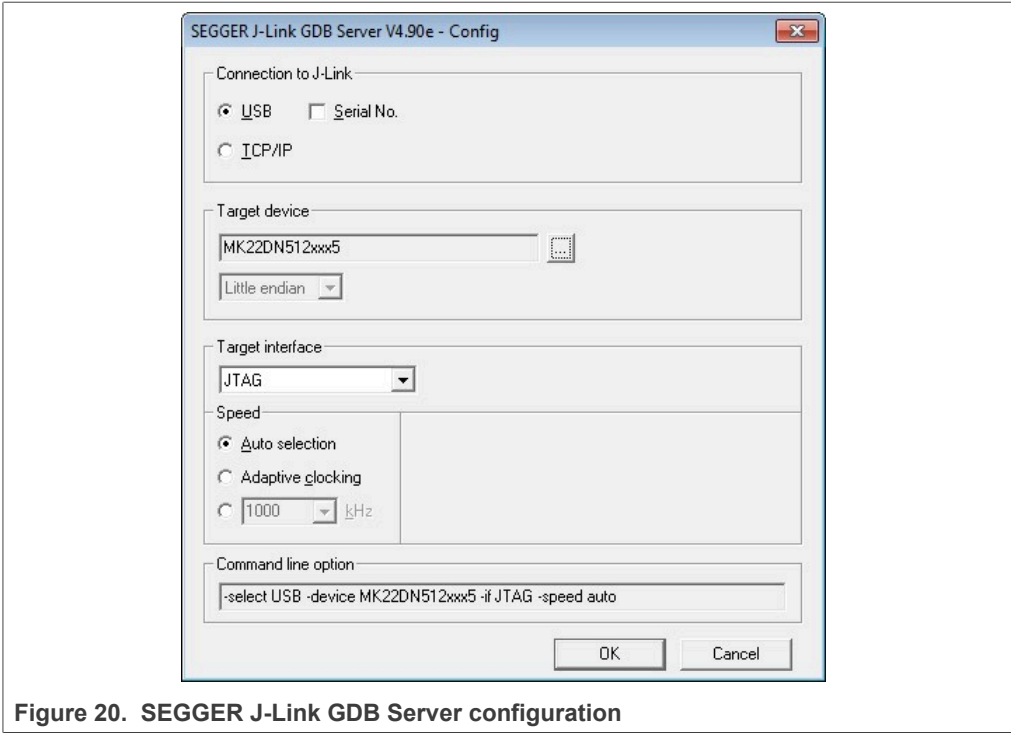 SEGGER J-Link GDB Server V4.90e - Config
Connection to J-Link
USB Serial No.
TCP/IP
Target device
MK22DN512xxx5 ...
Little endian
Target interface
JTAG
Speed
Auto selection
Adaptive clocking
1000 kHz
Command line option
-select USB -device MK22DN512xxx5 -if JTAG -speed auto
OK Cancel
Figure 20. SEGGER J-Link GDB Server configuration